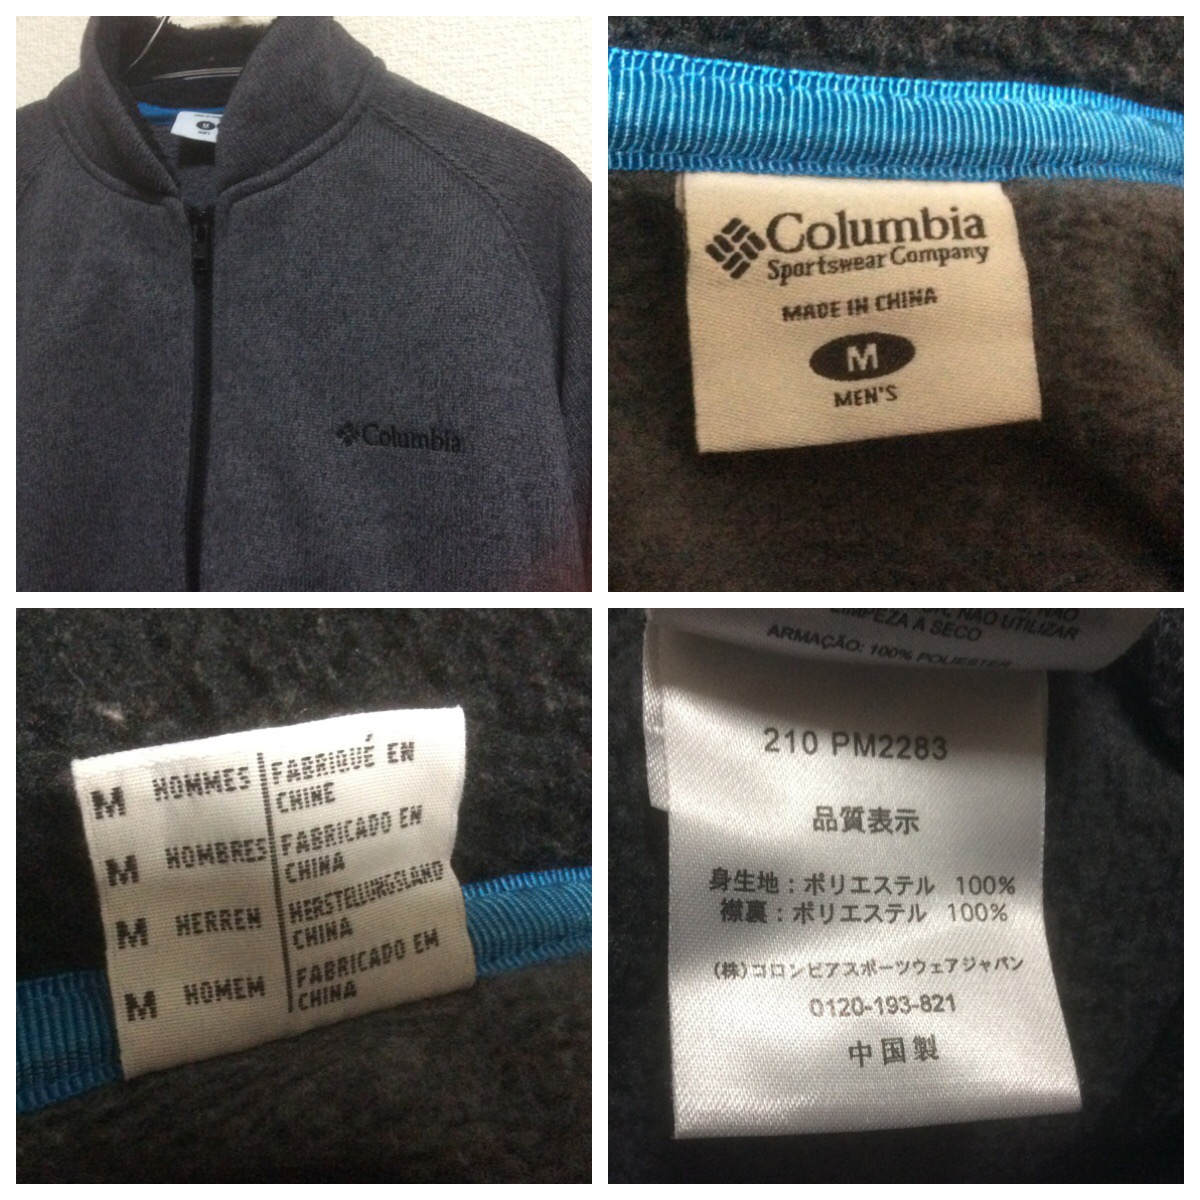 M
Columbia
Columbia
Sportswear Company
MADE IN CHINA
M
MEN'S
M HOMMES FABRIQUÉ EN
CHINE
M HOMBRES FABRICADO EN
CHINA
M HERREN HERSTELLUNGSLAND
CHINA
M HOMEM FABRICADO EM
CHINA
NÃO UTILIZAR
LIMPEZA A SECO
ARMAÇÃO: 100% POLIESTER
210 PM2283
品質表示
身生地：ポリエステル 100%
襟裏：ポリエステル 100%
(株)コロンビアスポーツウェアジャパン
0120-193-821
中国製